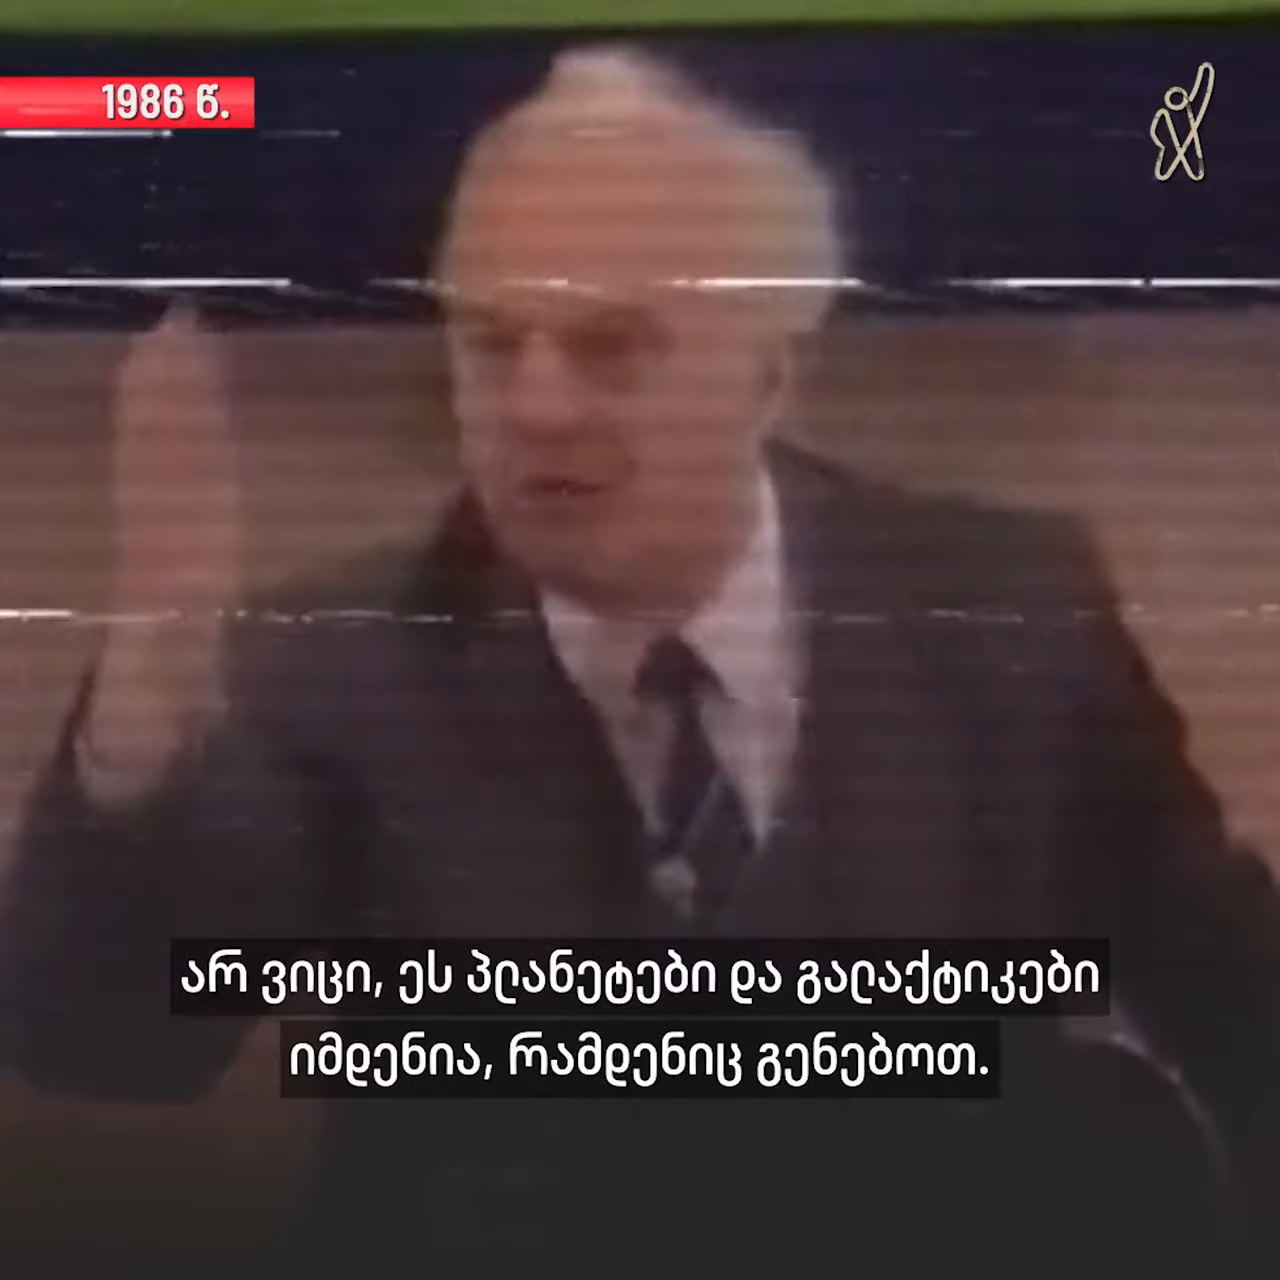 1986 წ.
არ ვიცი, ეს პლანეტები და გალაქტიკები
იმდენია, რამდენიც გენებოთ.